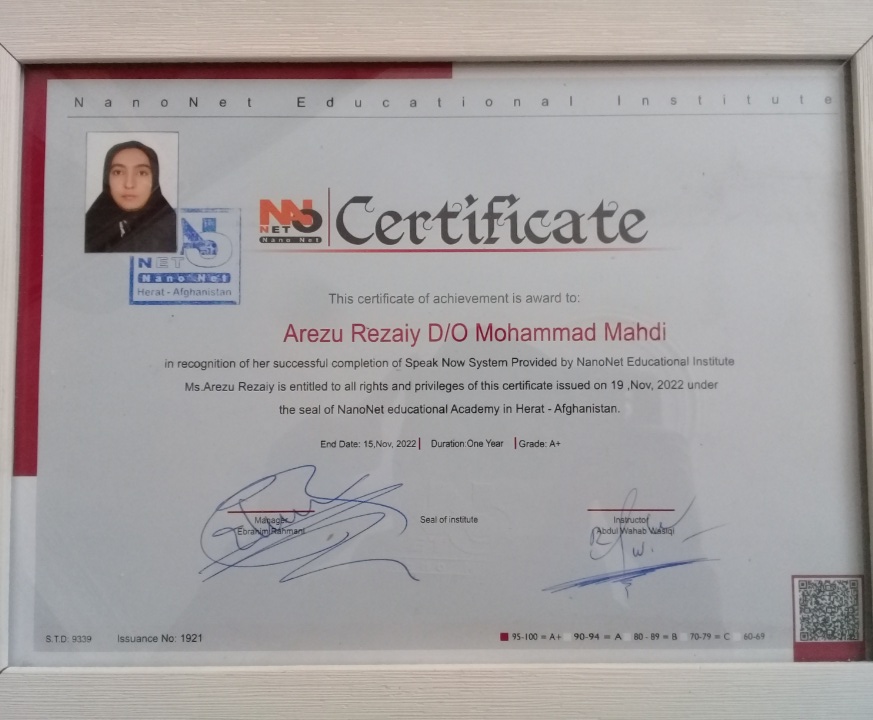 NanoNet Educational Institute
NN
NET
Nano Net
Certificate
NET
NanoNet
Herat - Afghanistan
This certificate of achievement is award to:
Arezu Rezaiy D/O Mohammad Mahdi
in recognition of her successful completion of Speak Now System Provided by NanoNet Educational Institute
Ms.Arezu Rezaiy is entitled to all rights and privileges of this certificate issued on 19 ,Nov, 2022 under
the seal of NanoNet educational Academy in Herat - Afghanistan.
End Date: 15,Nov, 2022 Duration:One Year Grade: A+
Manager Seal of institute Instructor
Ebrahim Rahmani Abdul Wahab Wasiqi
S.T.D: 9339 Issuance No: 1921 95-100 = A+ 90-94 = A 80 - 89 = B 70-79 = C 60-69